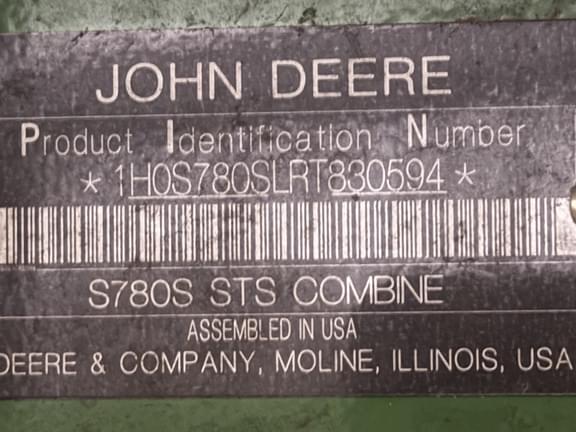 JOHN DEERE
Product Identification Number
*1H0S780SLRT830594*
S780S STS COMBINE
ASSEMBLED IN USA
DEERE & COMPANY, MOLINE, ILLINOIS, USA